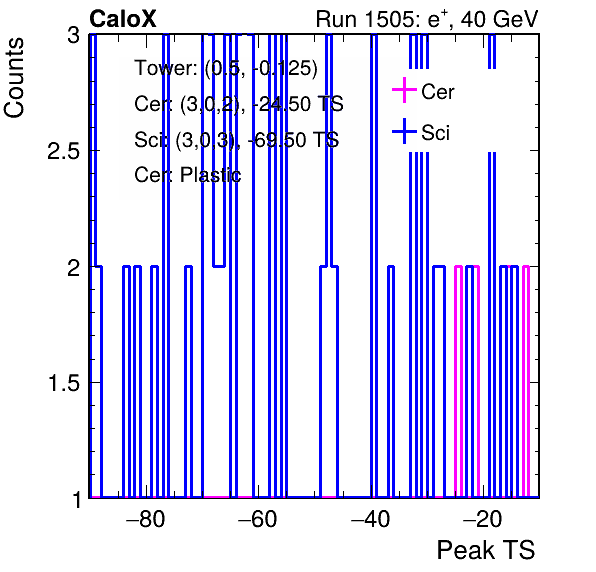 CaloX Run 1505: e+, 40 GeV
Counts
3
2.5
2
1.5
1
Tower: (0.5, -0.125)
Cer: (3,0,2), -24.50 TS
Sci: (3,0,3), -69.50 TS
Cer: Plastic
Cer
Sci
−80 −60 −40 −20
Peak TS